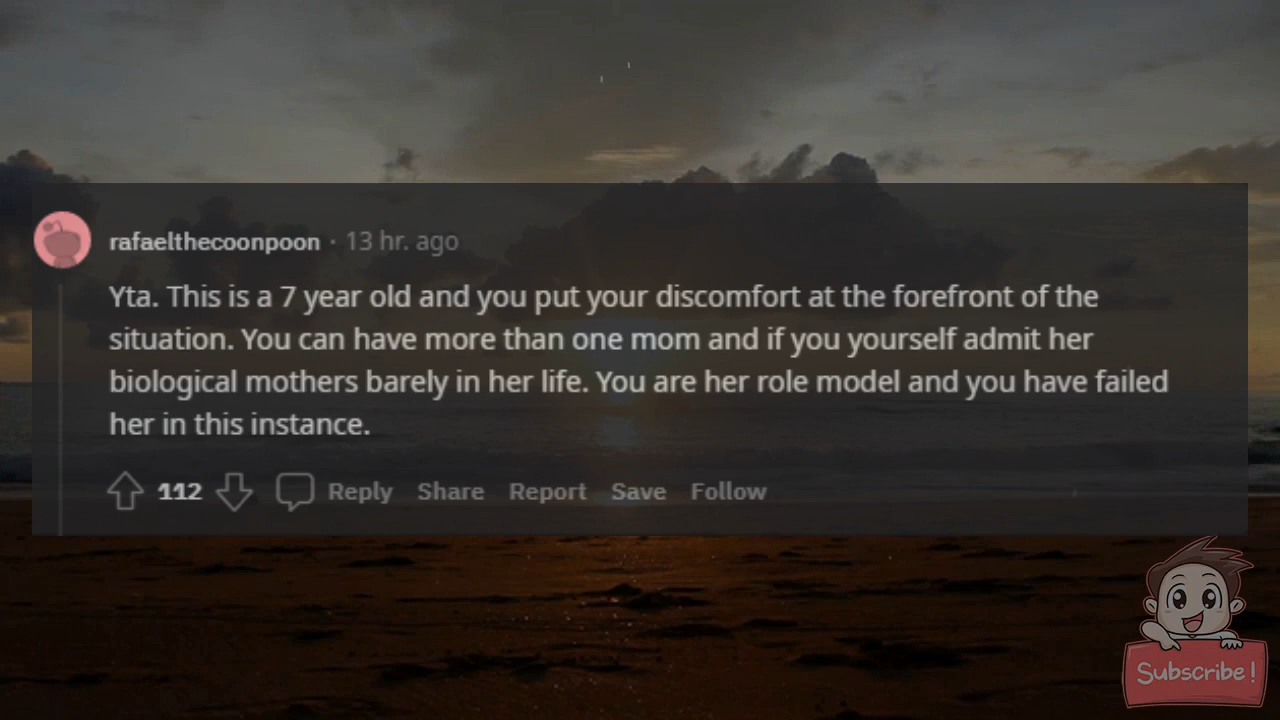 rafaelthecoonpoon · 13 hr. ago
Yta. This is a 7 year old and you put your discomfort at the forefront of the
situation. You can have more than one mom and if you yourself admit her
biological mothers barely in her life. You are her role model and you have failed
her in this instance.
112 Reply Share Report Save Follow
Subscribe!